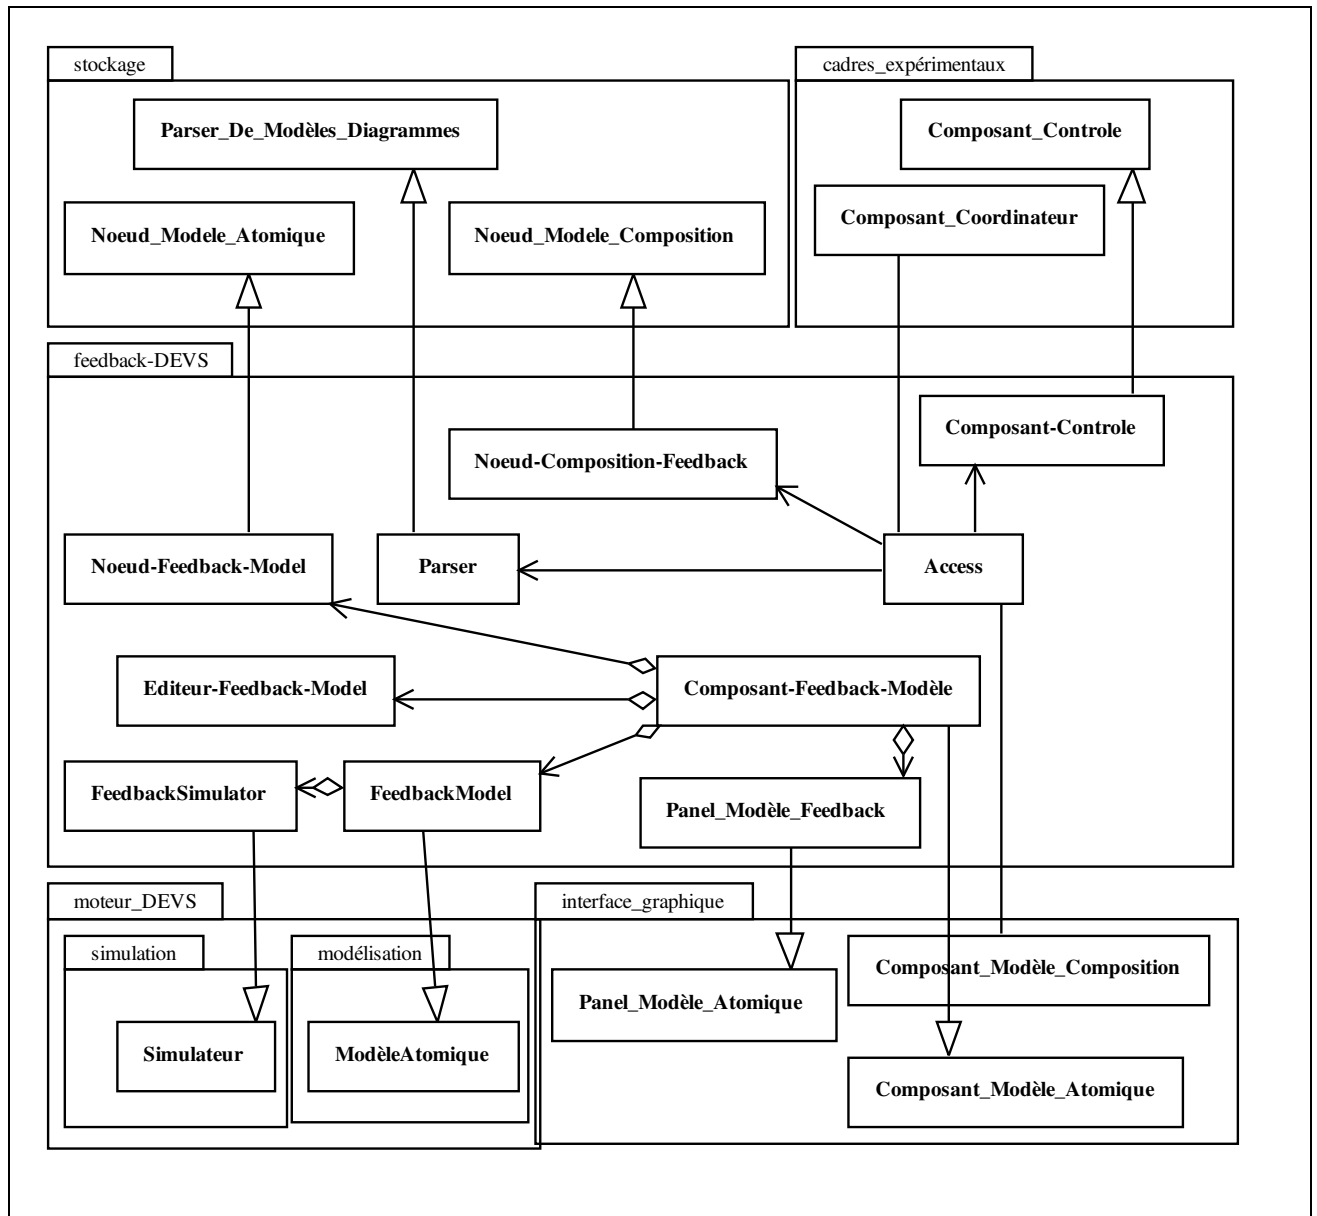 stockage
cadres_expérimentaux
Parser_De_Modèles_Diagrammes
Composant_Controle
Noeud_Modele_Atomique
Noeud_Modele_Composition
Composant_Coordinateur
feedback-DEVS
Composant-Controle
Noeud-Composition-Feedback
Noeud-Feedback-Model
Parser
Access
Editeur-Feedback-Model
Composant-Feedback-Modèle
FeedbackSimulator
FeedbackModel
Panel_Modèle_Feedback
moteur_DEVS
interface_graphique
simulation
modélisation
Composant_Modèle_Composition
Panel_Modèle_Atomique
Simulateur
ModèleAtomique
Composant_Modèle_Atomique